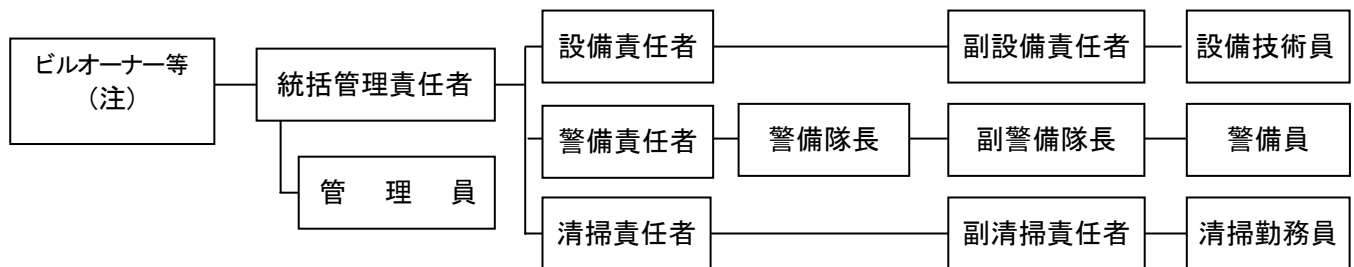 ビルオーナー等
（注）
統括管理責任者
管　理　員
設備責任者
副設備責任者
設備技術員
警備責任者
警備隊長
副警備隊長
警備員
清掃責任者
副清掃責任者
清掃勤務員